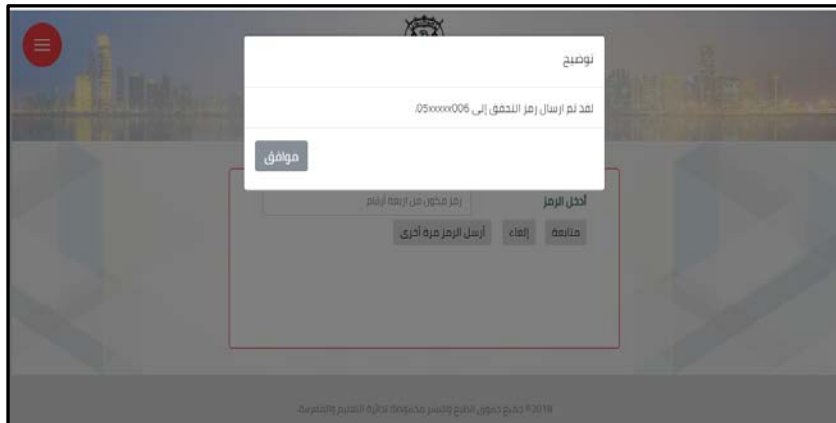 توضيح
لقد تم ارسال رمز التحقق إلى 05xxxxx006.
موافق
أدخل الرمز
رمز مكون من اربعة أرقام
متابعة
إلغاء
أرسل الرمز مرة أخرى
2018© جميع حقوق الطبع والنشر محفوظة لدائرة التعليم والمعرفة.